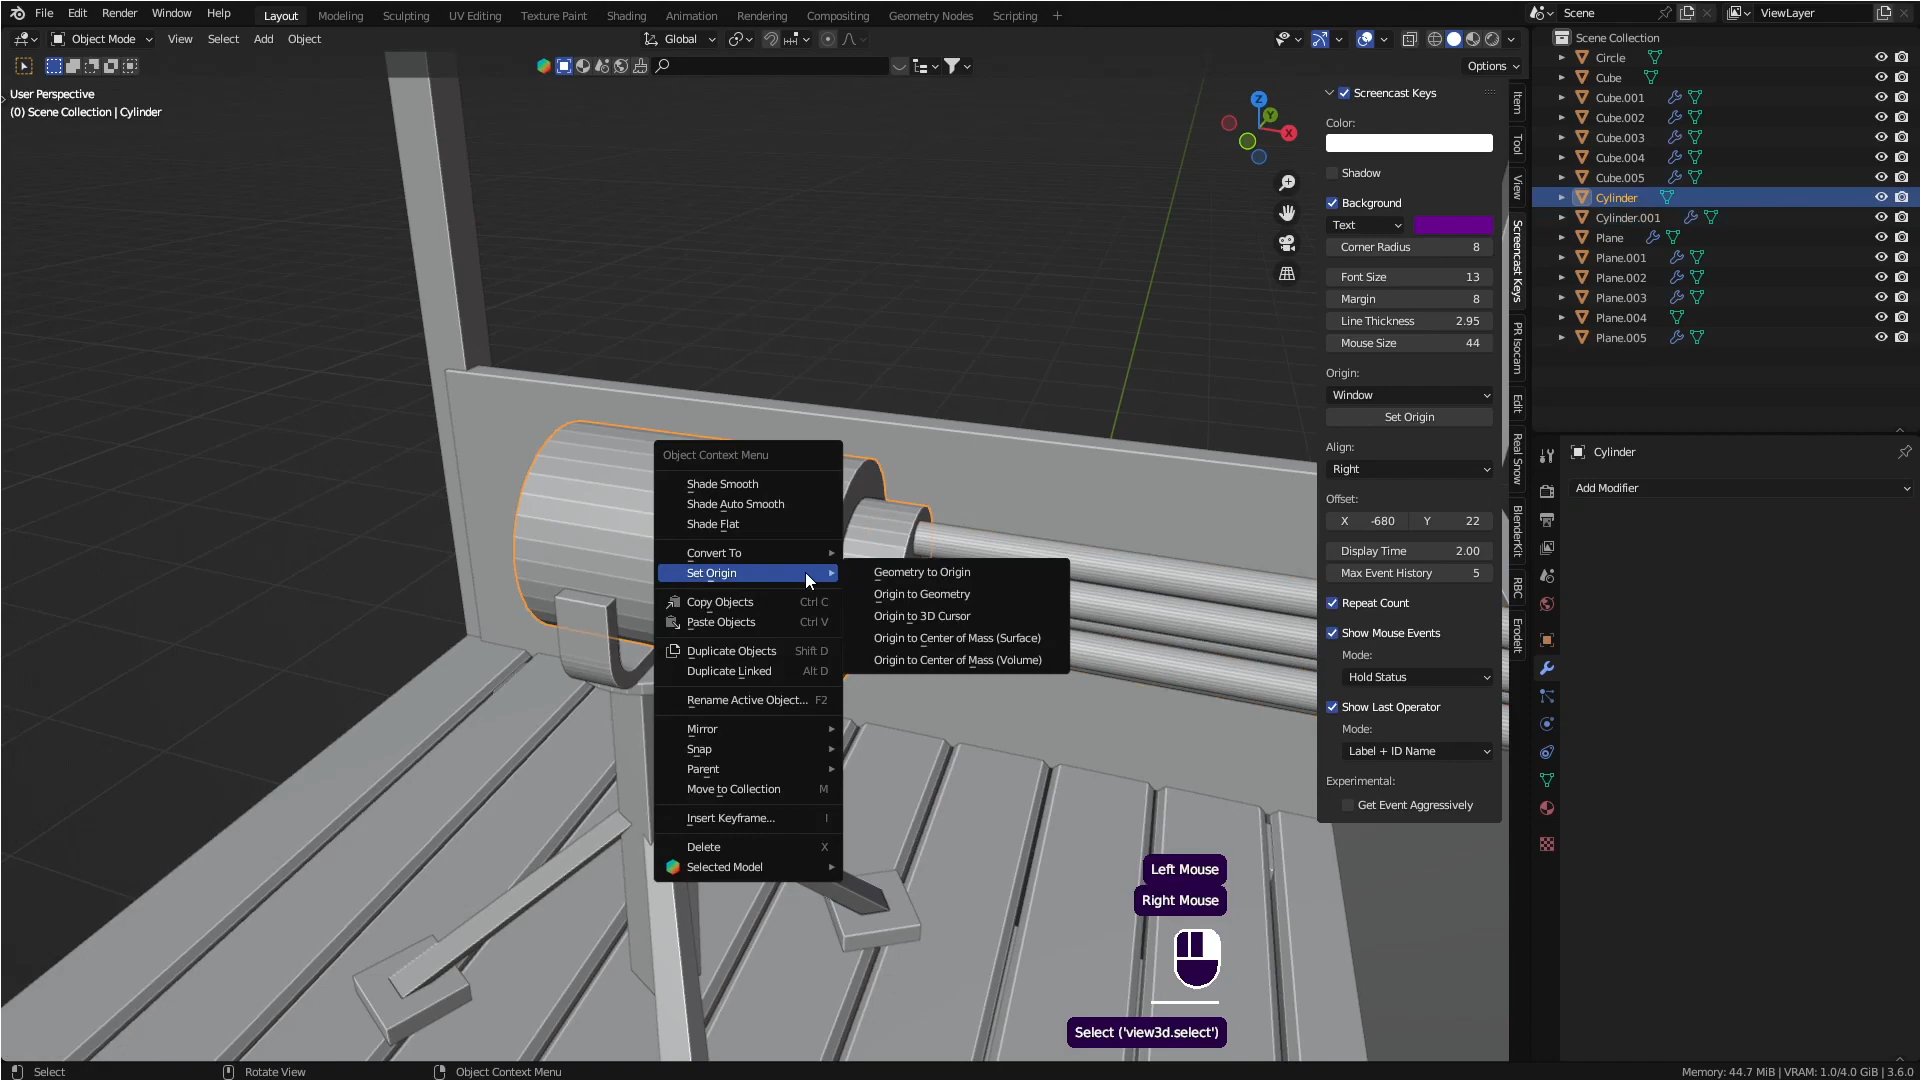 File Edit Render Window Help Layout Modeling Sculpting UV Editing Texture Paint Shading Animation Rendering Compositing Geometry Nodes Scripting + Scene ViewLayer
Object Mode View Select Add Object Global
Options
User Perspective
(0) Scene Collection | Cylinder
Z
Y
X
Object Context Menu
Shade Smooth
Shade Auto Smooth
Shade Flat
Convert To
Set Origin
Copy Objects Ctrl C
Paste Objects Ctrl V
Duplicate Objects Shift D
Duplicate Linked Alt D
Rename Active Object... F2
Mirror
Snap
Parent
Move to Collection M
Insert Keyframe... I
Delete X
Selected Model
Geometry to Origin
Origin to Geometry
Origin to 3D Cursor
Origin to Center of Mass (Surface)
Origin to Center of Mass (Volume)
Screencast Keys
Color:
Shadow
Background
Text
Corner Radius 8
Font Size 13
Margin 8
Line Thickness 2.95
Mouse Size 44
Origin:
Window
Set Origin
Align:
Right
Offset:
X -680 Y 22
Display Time 2.00
Max Event History 5
Repeat Count
Show Mouse Events
Mode:
Hold Status
Show Last Operator
Mode:
Label + ID Name
Experimental:
Get Event Aggressively
Item
Tool
View
Screencast Keys
PR Isocam
Edit
Real Snow
BlenderKit
RBC
Erodelt
Scene Collection
Circle
Cube
Cube.001
Cube.002
Cube.003
Cube.004
Cube.005
Cylinder
Cylinder.001
Plane
Plane.001
Plane.002
Plane.003
Plane.004
Plane.005
Cylinder
Add Modifier
Left Mouse
Right Mouse
Select ('view3d.select')
Select Rotate View Object Context Menu Memory: 44.7 MiB | VRAM: 1.0/4.0 GiB | 3.6.0